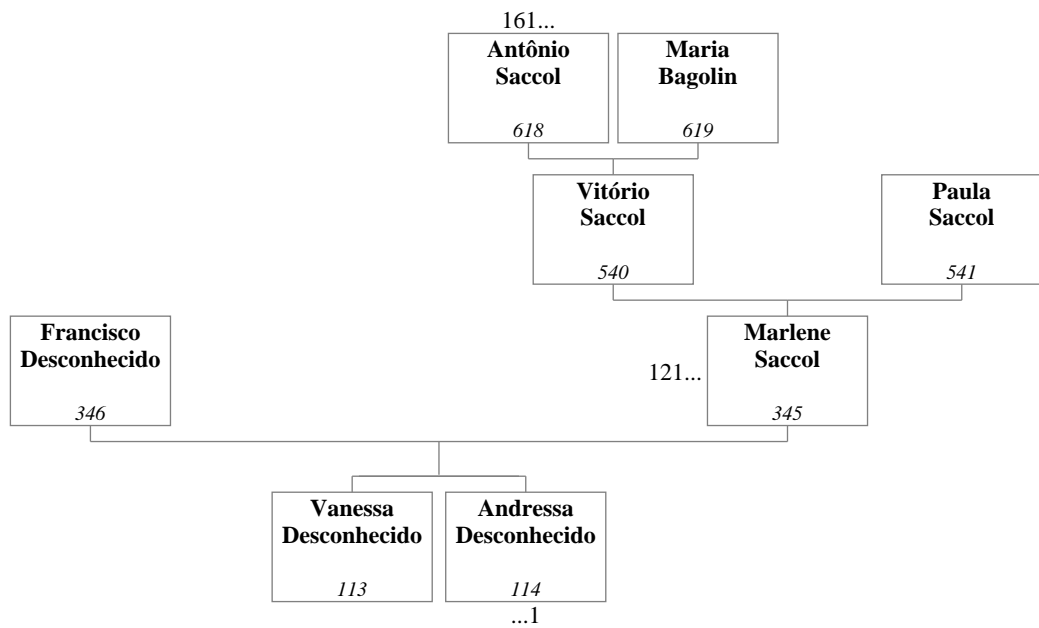 161...
Antônio
Saccol
618
Maria
Bagolin
619
Vitório
Saccol
540
Paula
Saccol
541
Francisco
Desconhecido
346
121...
Marlene
Saccol
345
Vanessa
Desconhecido
113
Andressa
Desconhecido
114
...1